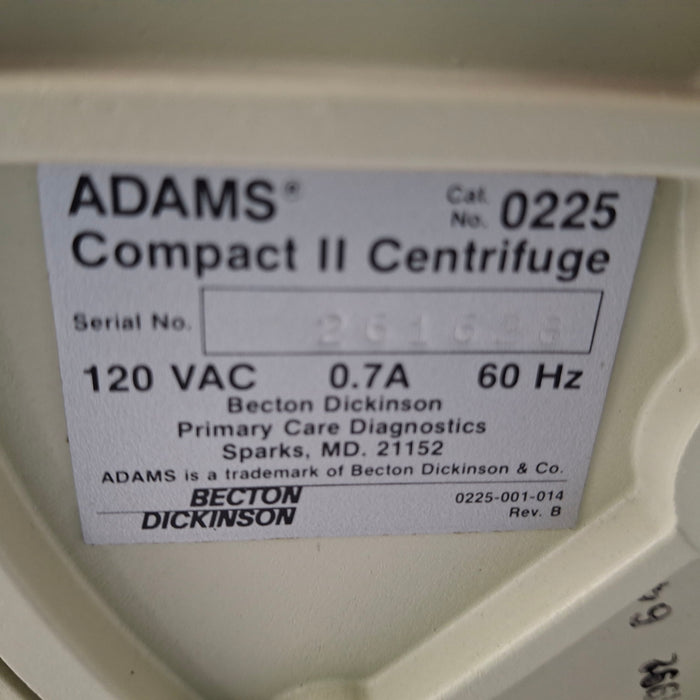 ADAMS®
Cat. No. 0225
Compact II Centrifuge
Serial No.
120 VAC 0.7A 60 Hz
Becton Dickinson
Primary Care Diagnostics
Sparks, MD. 21152
ADAMS is a trademark of Becton Dickinson & Co.
BECTON
DICKINSON
0225-001-014
Rev. B